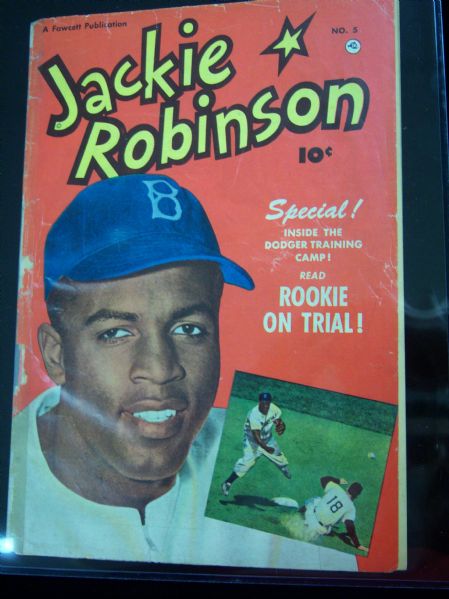 A Fawcett Publication
NO. 5
Jackie
Robinson
10¢
Special!
INSIDE THE
DODGER TRAINING
CAMP!
READ
ROOKIE
ON TRIAL!
B
18